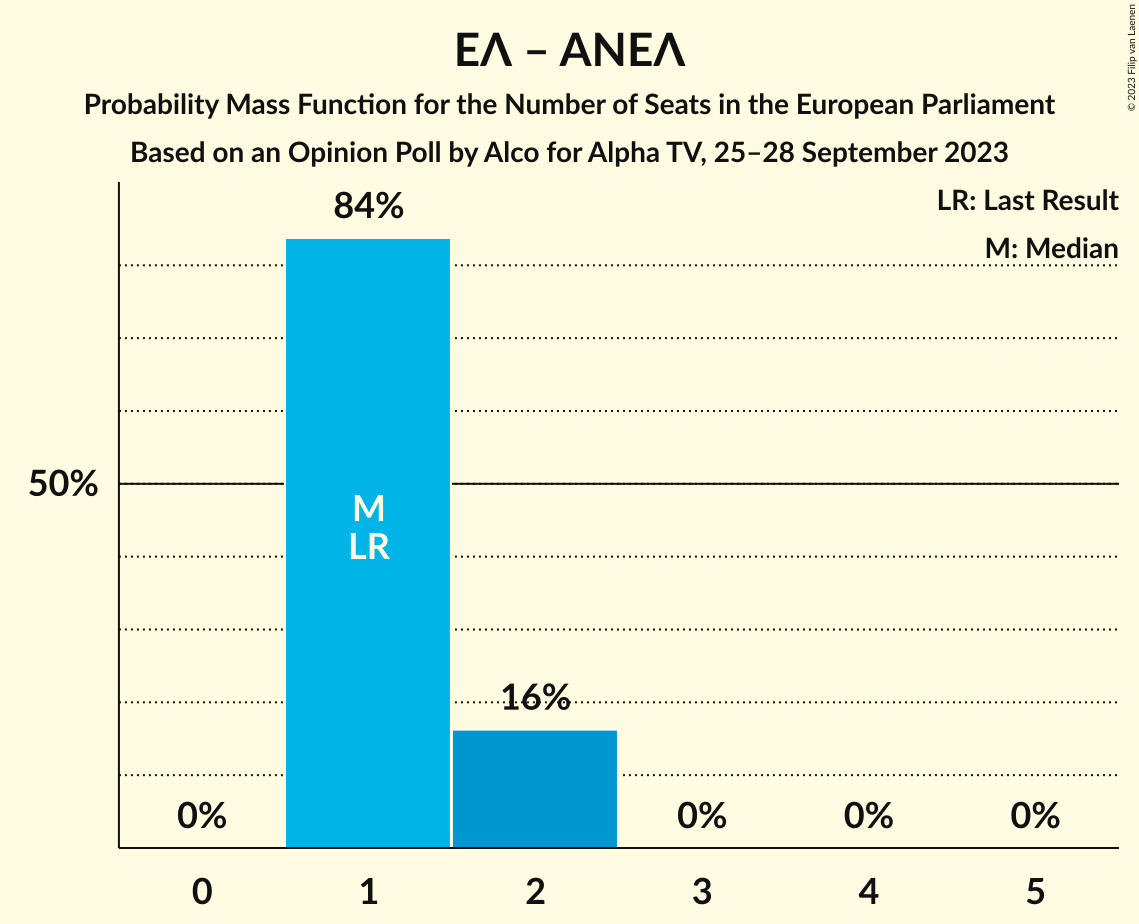 ΕΛ – ΑΝΕΛ
Probability Mass Function for the Number of Seats in the European Parliament
Based on an Opinion Poll by Alco for Alpha TV, 25–28 September 2023
© 2023 Filip van Laenen
LR: Last Result
M: Median
84%
50%
M
LR
16%
0%
0%
0%
0%
0
1
2
3
4
5